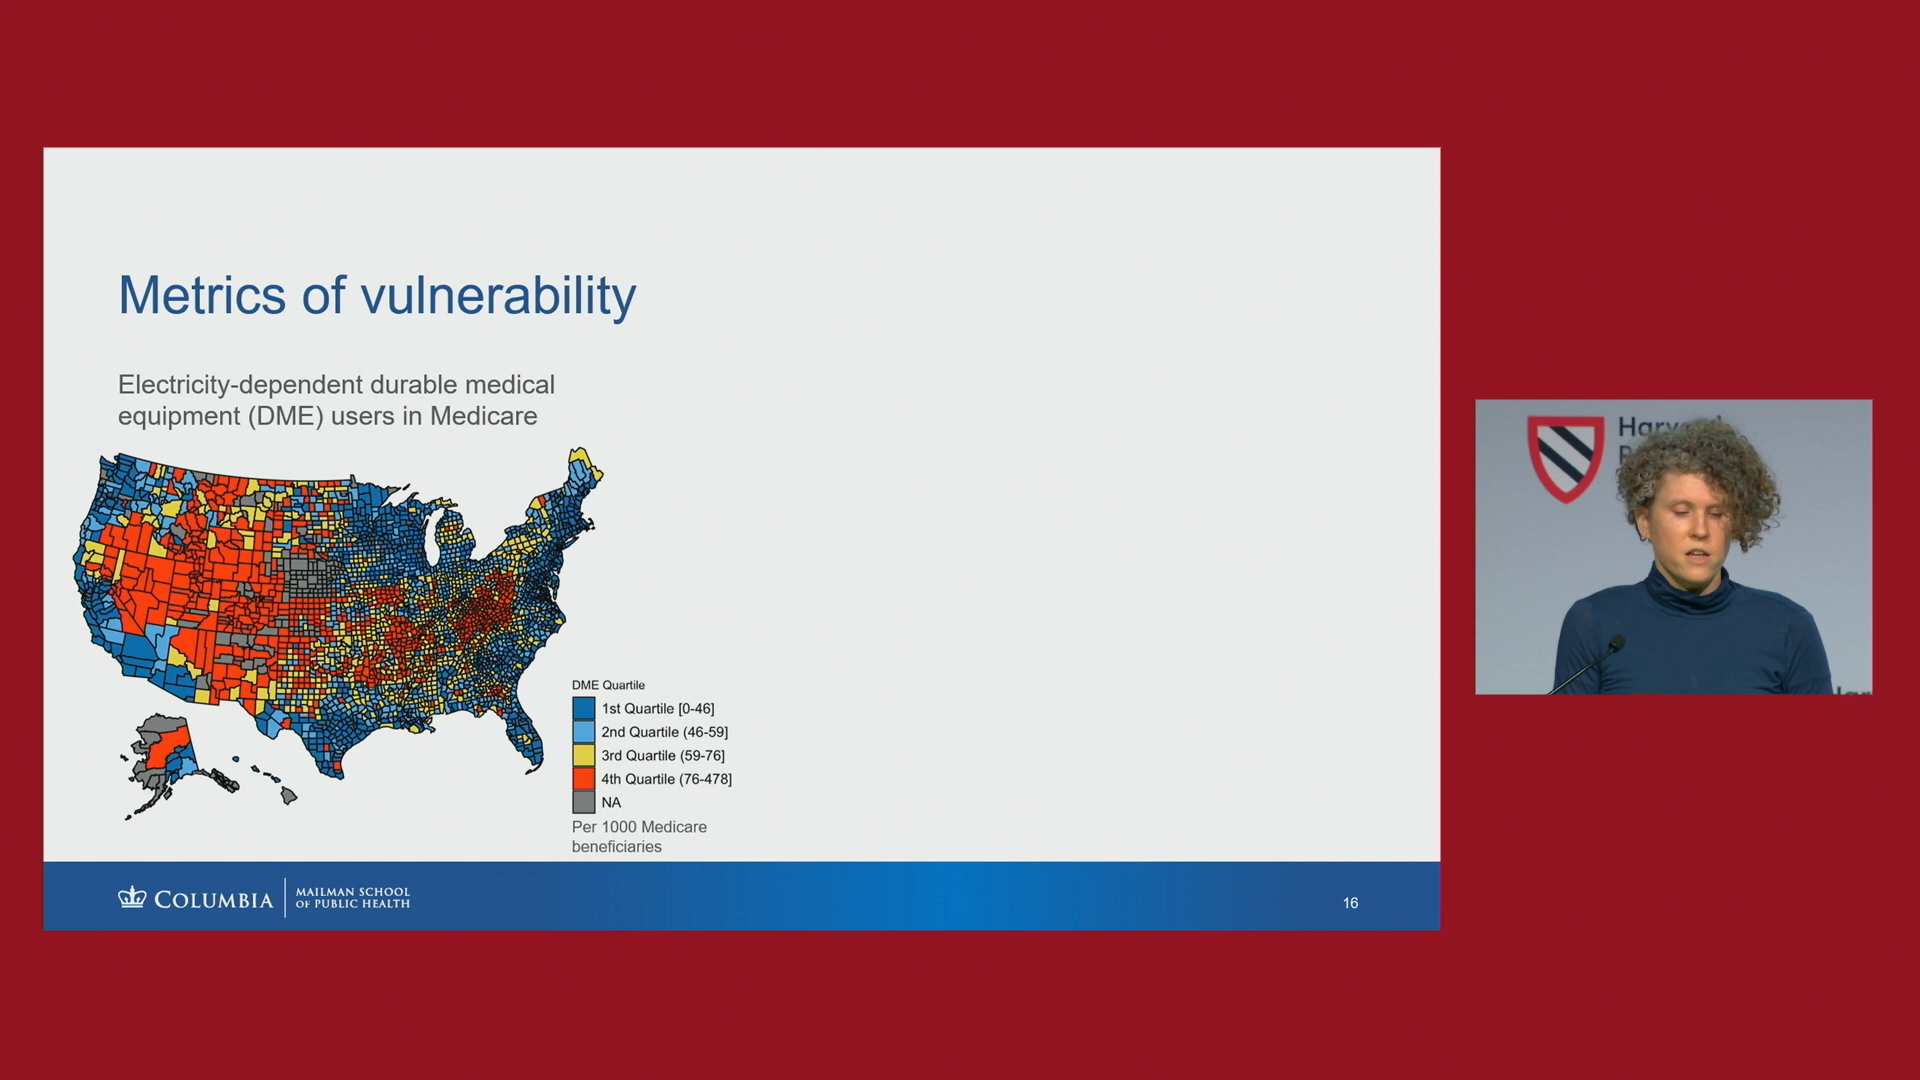 Metrics of vulnerability
Electricity-dependent durable medical
equipment (DME) users in Medicare
DME Quartile
1st Quartile [0-46]
2nd Quartile (46-59]
3rd Quartile (59-76]
4th Quartile (76-478]
NA
Per 1000 Medicare
beneficiaries
COLUMBIA
MAILMAN SCHOOL
OF PUBLIC HEALTH
16